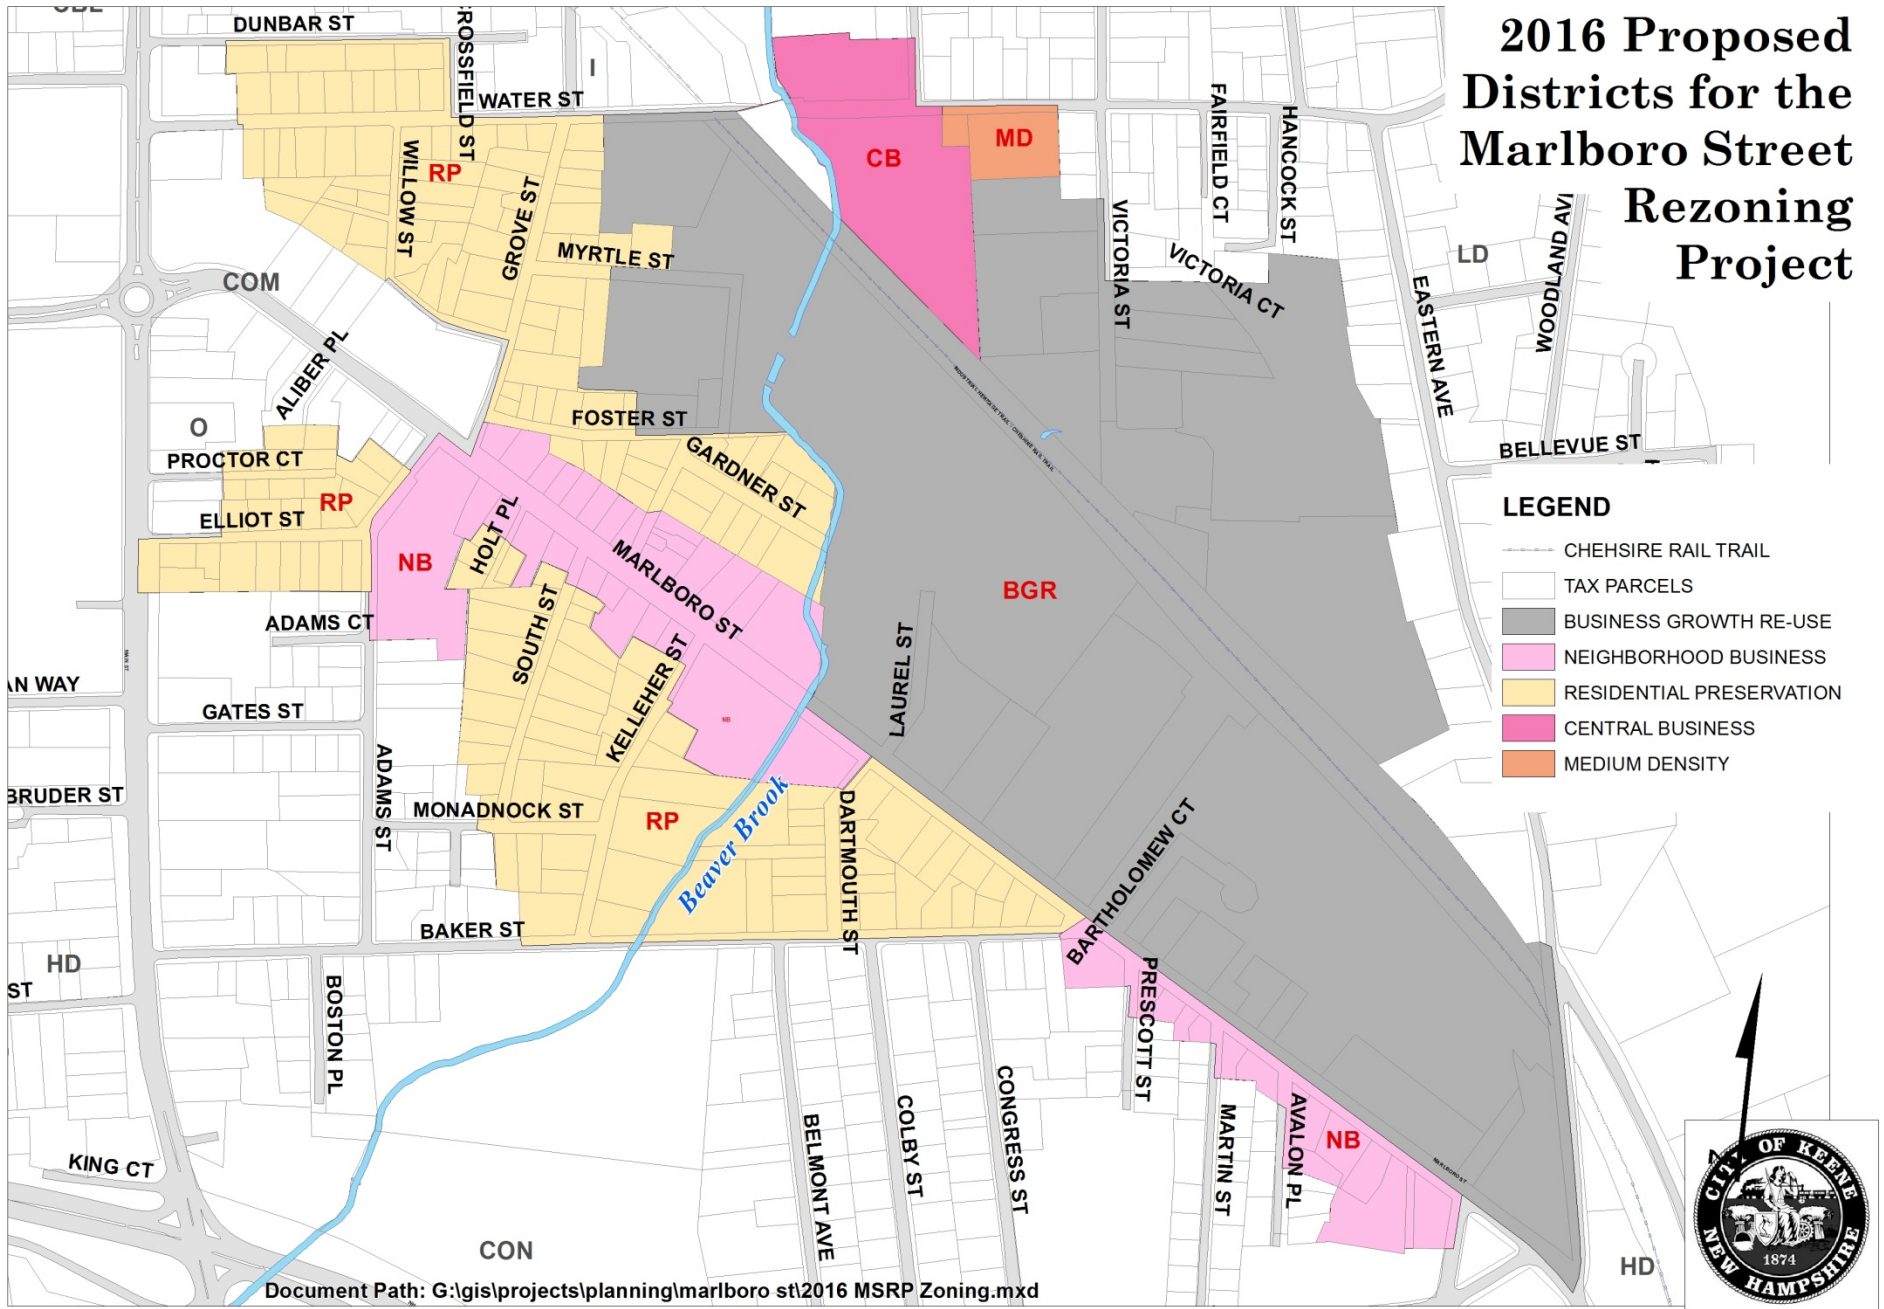 2016 Proposed
Districts for the
Marlboro Street
Rezoning
Project
DUNBAR ST
CROSSFIELD ST
I
WATER ST
WILLOW ST
RP
GROVE ST
MYRTLE ST
CB
MD
FAIRFIELD CT
HANCOCK ST
VICTORIA ST
VICTORIA CT
LD
WOODLAND AV
EASTERN AVE
BELLEVUE ST
COM
ALIBER PL
O
PROCTOR CT
RP
ELLIOT ST
FOSTER ST
GARDNER ST
NB
HOLT PL
MARLBORO ST
SOUTH ST
KELLEHER ST
NB
BGR
LAUREL ST
ADAMS CT
AN WAY
GATES ST
BRUDER ST
ADAMS ST
MONADNOCK ST
RP
Beaver Brook
DARTMOUTH ST
BARTHOLOMEW CT
BAKER ST
HD
ST
BOSTON PL
PRESCOTT ST
KING CT
BELMONT AVE
COLBY ST
CONGRESS ST
MARTIN ST
AVALON PL
NB
MARLBORO ST
CON
HD
LEGEND
CHEHSIRE RAIL TRAIL
TAX PARCELS
BUSINESS GROWTH RE-USE
NEIGHBORHOOD BUSINESS
RESIDENTIAL PRESERVATION
CENTRAL BUSINESS
MEDIUM DENSITY
CITY OF KEENE
1874
NEW HAMPSHIRE
Document Path: G:\gis\projects\planning\marlboro st\2016 MSRP Zoning.mxd